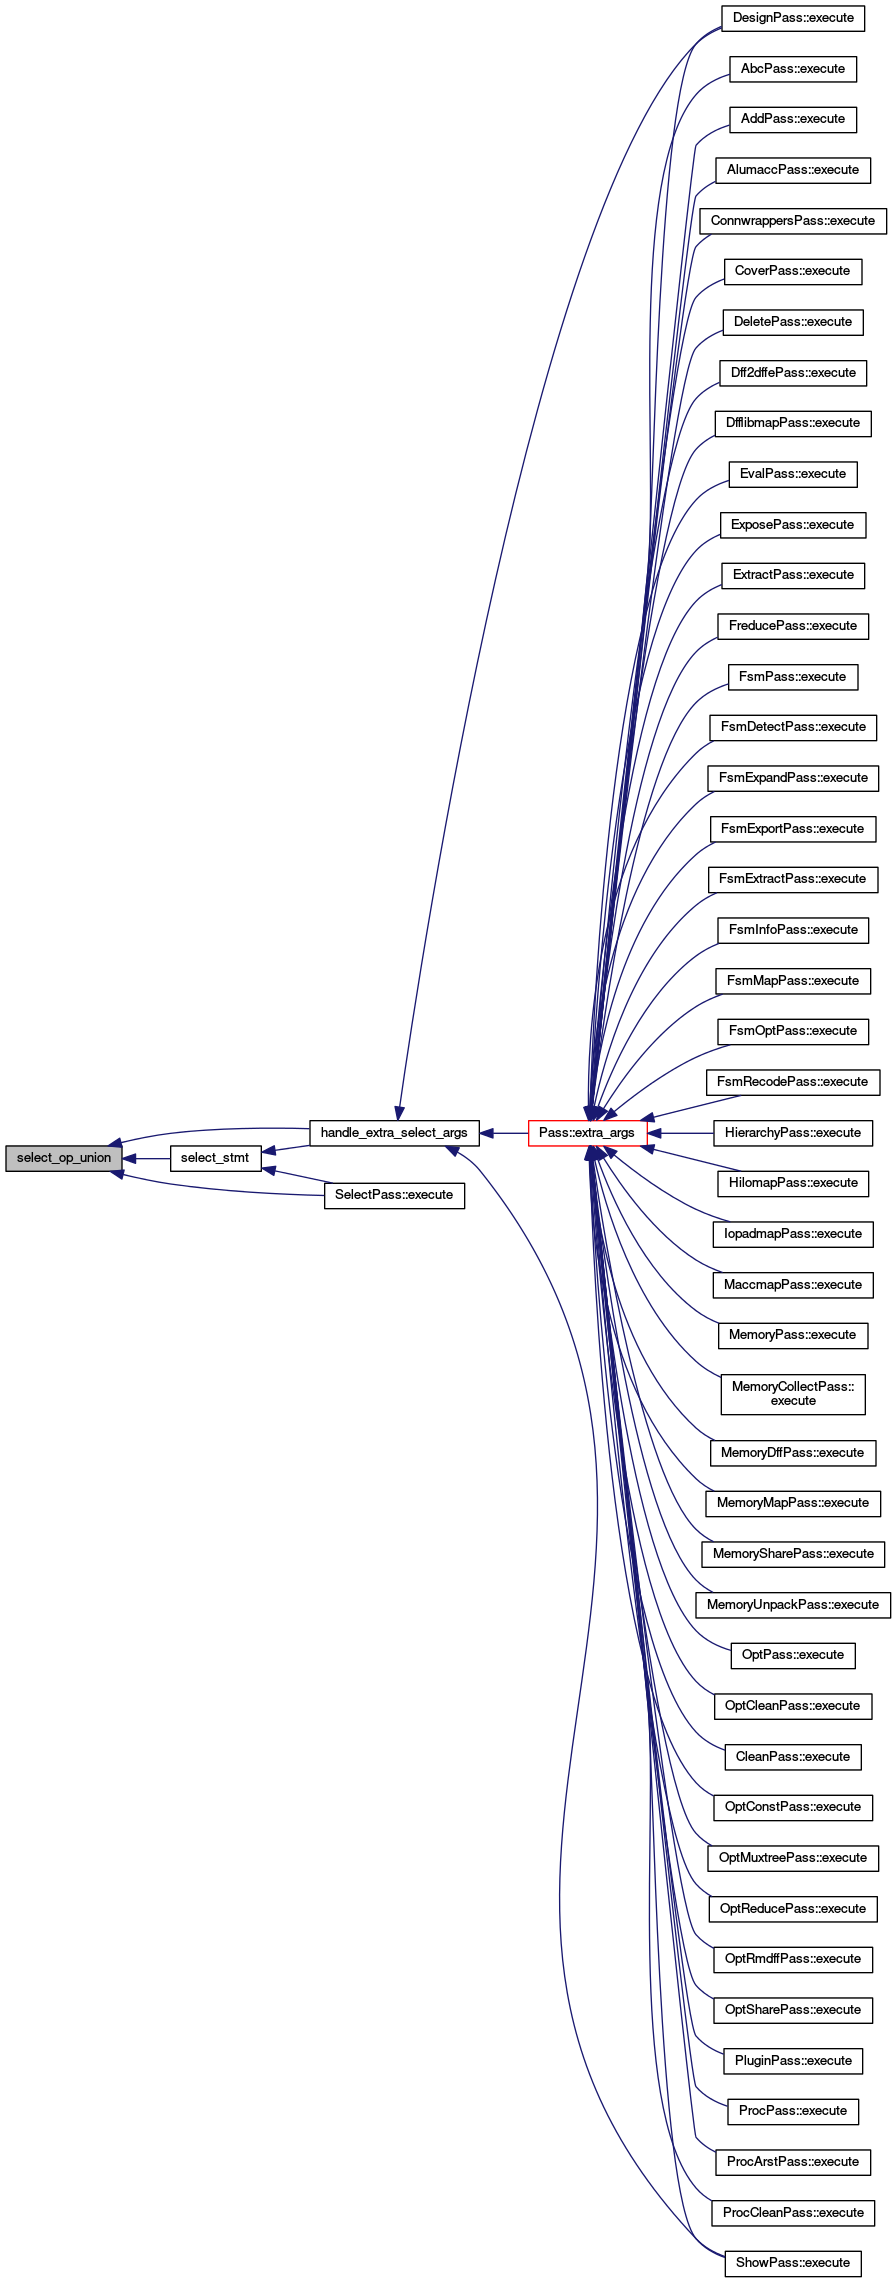 DesignPass::execute
AbcPass::execute
AddPass::execute
AlumaccPass::execute
ConnwrappersPass::execute
CoverPass::execute
DeletePass::execute
Dff2dffePass::execute
DfflibmapPass::execute
EvalPass::execute
ExposePass::execute
ExtractPass::execute
FreducePass::execute
FsmPass::execute
FsmDetectPass::execute
FsmExpandPass::execute
FsmExportPass::execute
FsmExtractPass::execute
FsmInfoPass::execute
FsmMapPass::execute
FsmOptPass::execute
FsmRecodePass::execute
select_op_union
select_stmt
handle_extra_select_args
SelectPass::execute
Pass::extra_args
HierarchyPass::execute
HilomapPass::execute
IopadmapPass::execute
MaccmapPass::execute
MemoryPass::execute
MemoryCollectPass::
execute
MemoryDffPass::execute
MemoryMapPass::execute
MemorySharePass::execute
MemoryUnpackPass::execute
OptPass::execute
OptCleanPass::execute
CleanPass::execute
OptConstPass::execute
OptMuxtreePass::execute
OptReducePass::execute
OptRmdffPass::execute
OptSharePass::execute
PluginPass::execute
ProcPass::execute
ProcArstPass::execute
ProcCleanPass::execute
ShowPass::execute